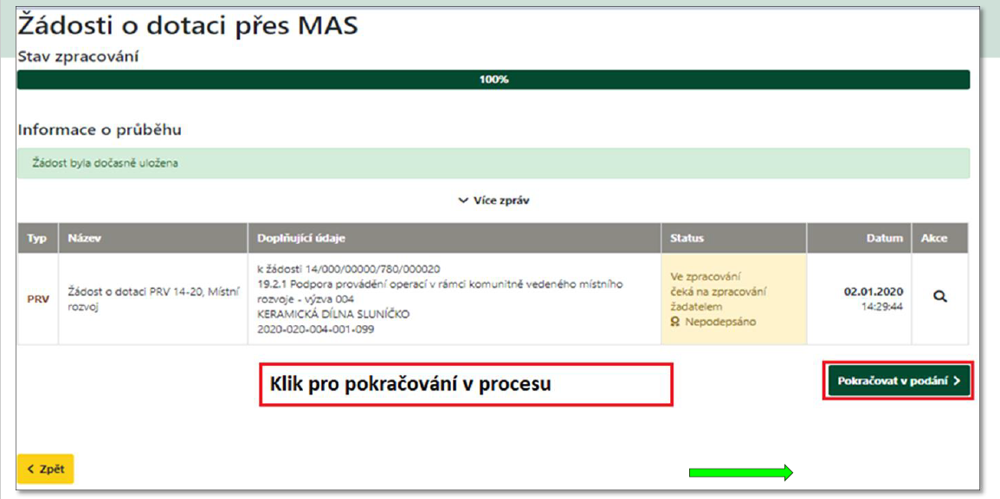 Žádosti o dotaci přes MAS
Stav zpracování
100%
Informace o průběhu
Žádost byla dočasně uložena
Více zpráv
Typ Název Doplňující údaje Status Datum Akce
PRV
Žádost o dotaci PRV 14-20, Místní
rozvoj
k žádosti 14/000/00000/780/000020
19.2.1 Podpora provádění operací v rámci komunitně vedeného místního
rozvoje - výzva 004
KERAMICKÁ DÍLNA SLUNÍČKO
2020-020-004-001-099
Ve zpracování
čeká na zpracování
žadatelem
Nepodepsáno
02.01.2020
14:29:44
Klik pro pokračování v procesu
Pokračovat v podání
Zpět